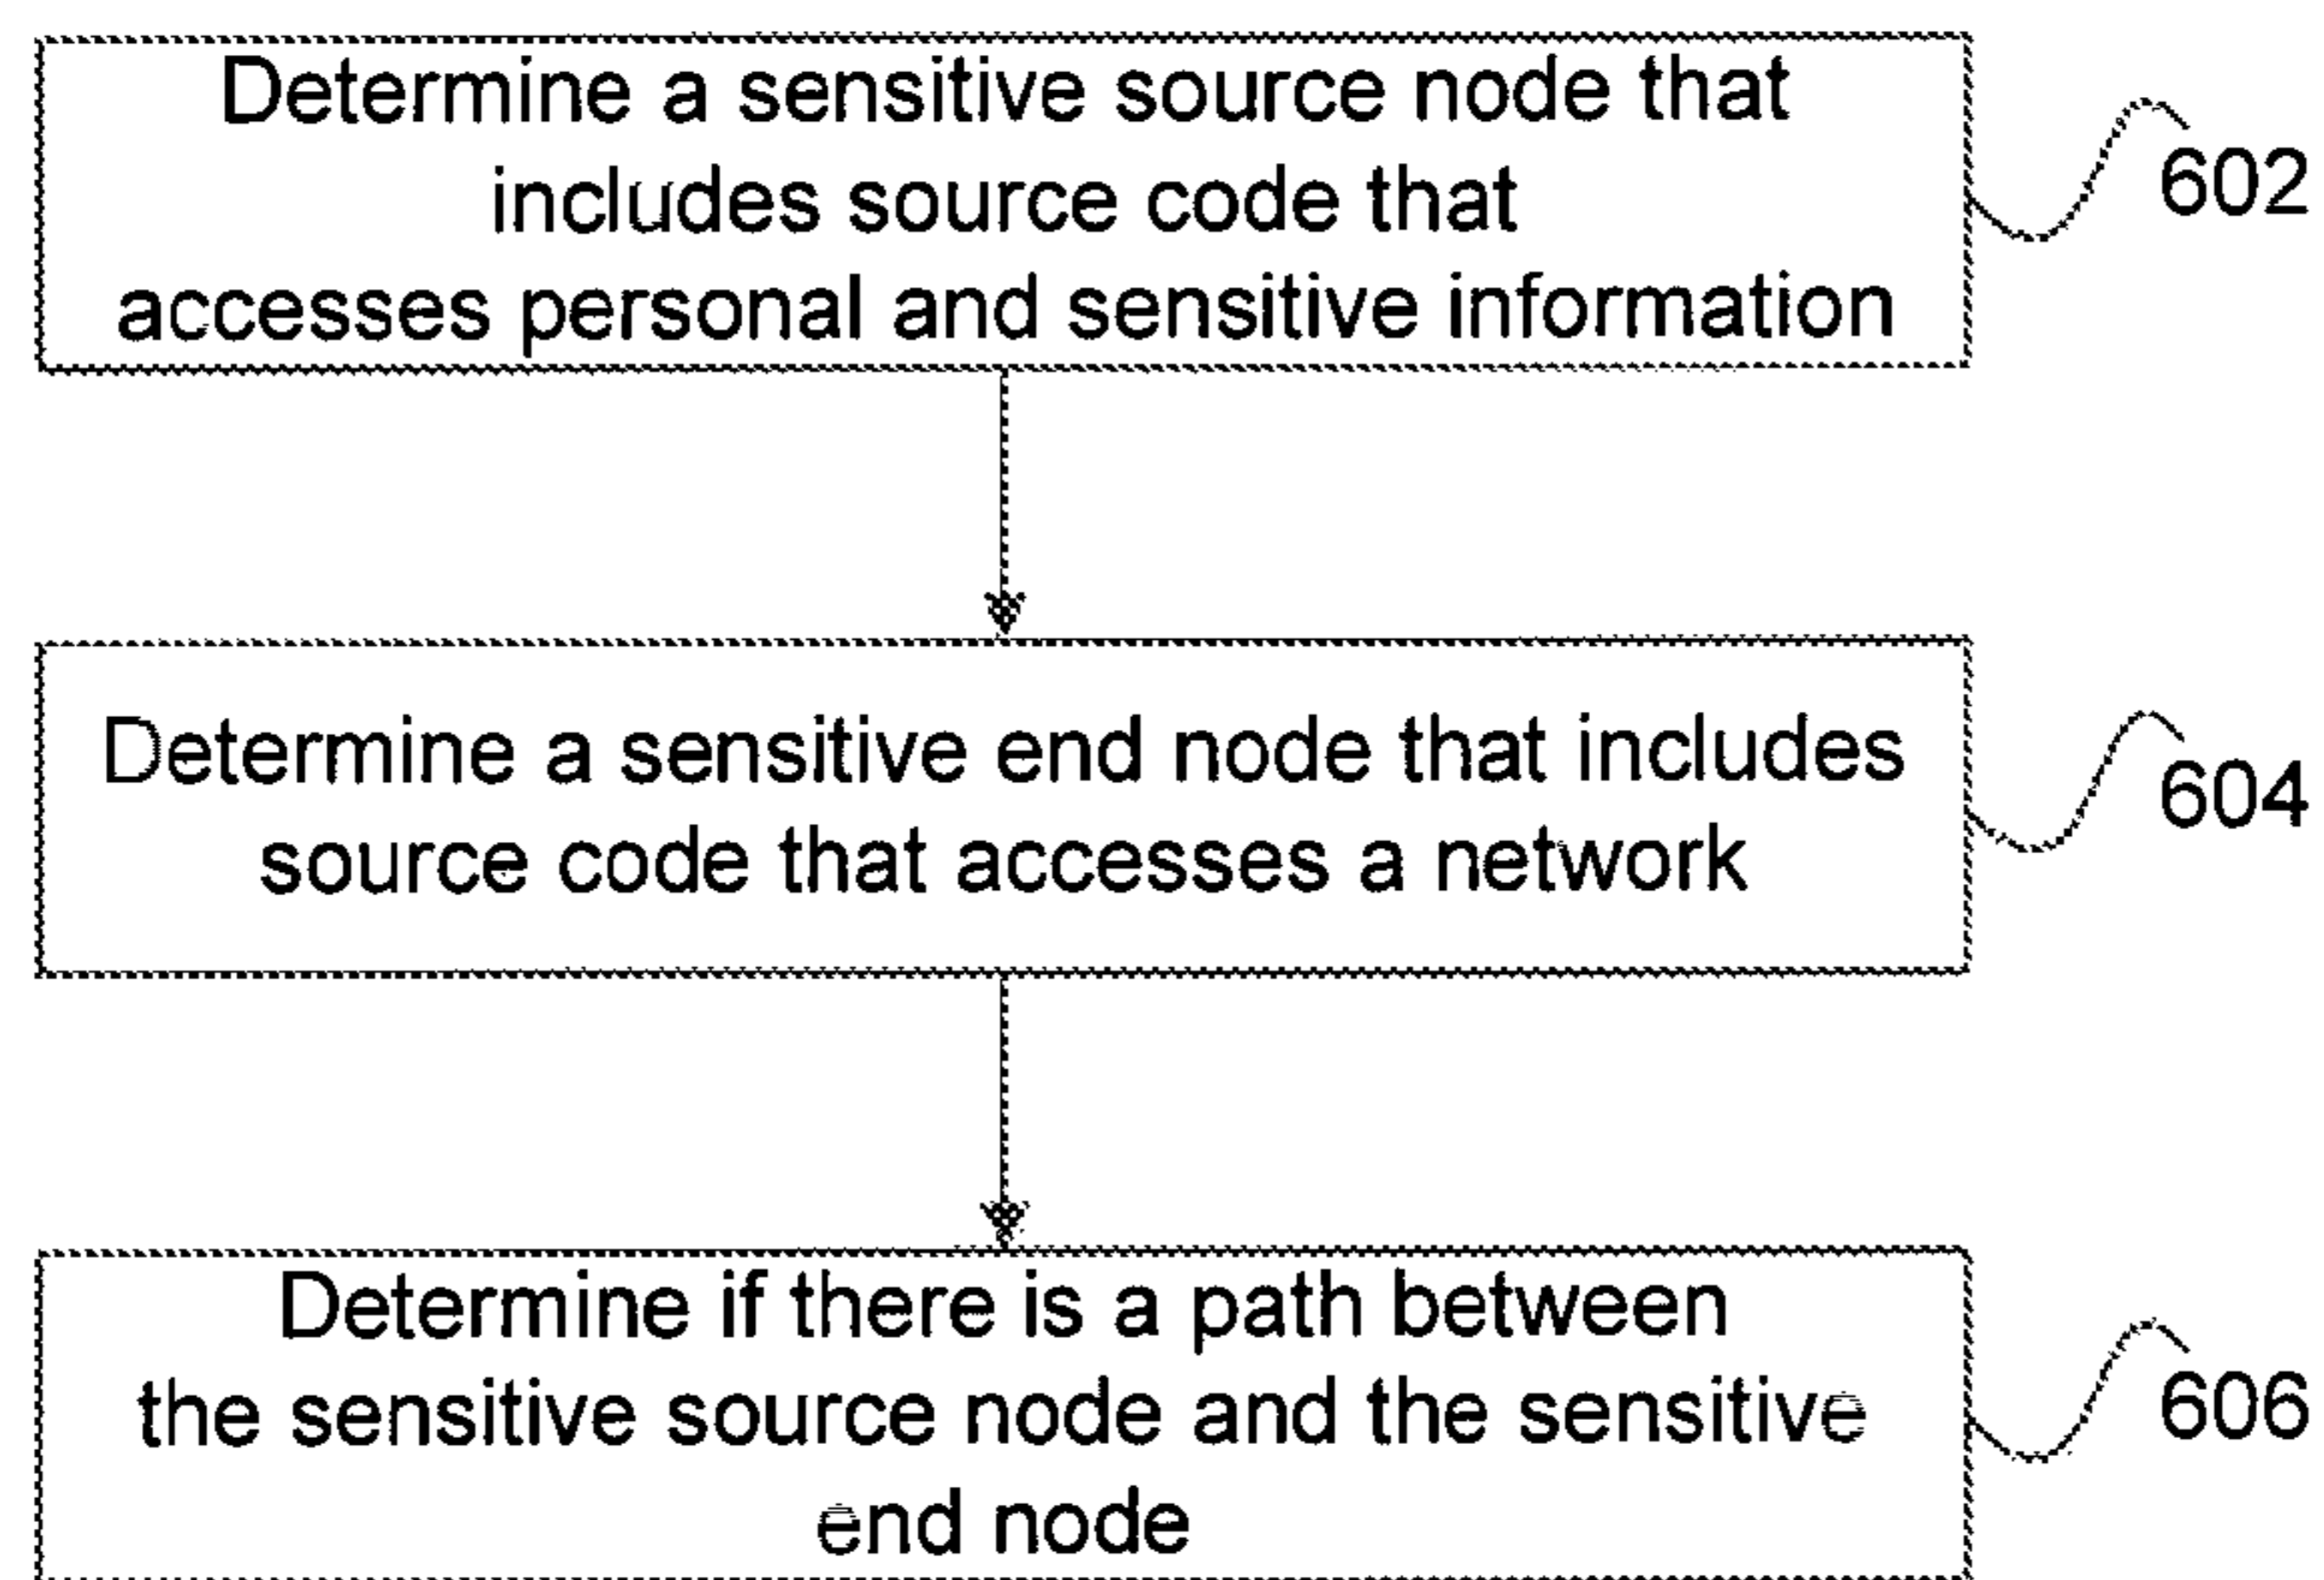 Determine a sensitive source node that
includes source code that
accesses personal and sensitive information
602
Determine a sensitive end node that includes
source code that accesses a network
604
Determine if there is a path between
the sensitive source node and the sensitive
end node
606